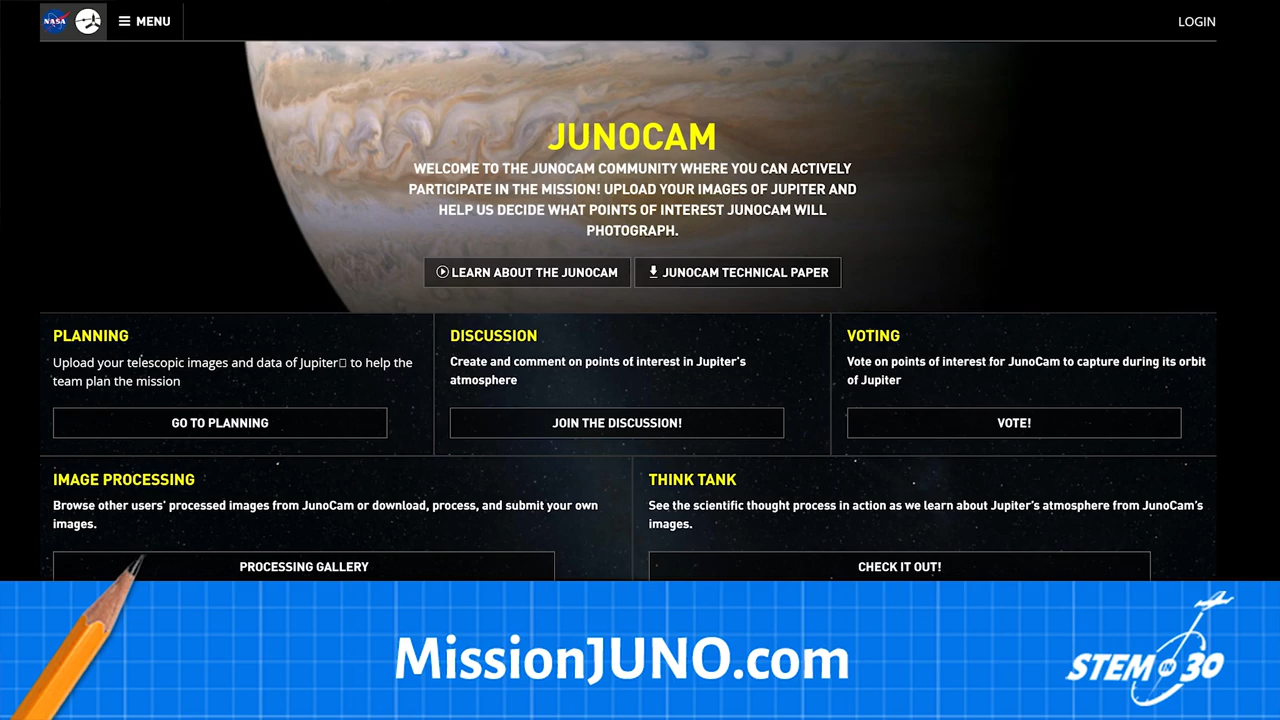 NASA
MENU
LOGIN
JUNOCAM
WELCOME TO THE JUNOCAM COMMUNITY WHERE YOU CAN ACTIVELY
PARTICIPATE IN THE MISSION! UPLOAD YOUR IMAGES OF JUPITER AND
HELP US DECIDE WHAT POINTS OF INTEREST JUNOCAM WILL
PHOTOGRAPH.
LEARN ABOUT THE JUNOCAM
JUNOCAM TECHNICAL PAPER
PLANNING
Upload your telescopic images and data of Jupiter▯ to help the
team plan the mission
GO TO PLANNING
DISCUSSION
Create and comment on points of interest in Jupiter's
atmosphere
JOIN THE DISCUSSION!
VOTING
Vote on points of interest for JunoCam to capture during its orbit
of Jupiter
VOTE!
IMAGE PROCESSING
Browse other users' processed images from JunoCam or download, process, and submit your own
images.
PROCESSING GALLERY
THINK TANK
See the scientific thought process in action as we learn about Jupiter's atmosphere from JunoCam's
images.
CHECK IT OUT!
MissionJUNO.com
STEM IN 30